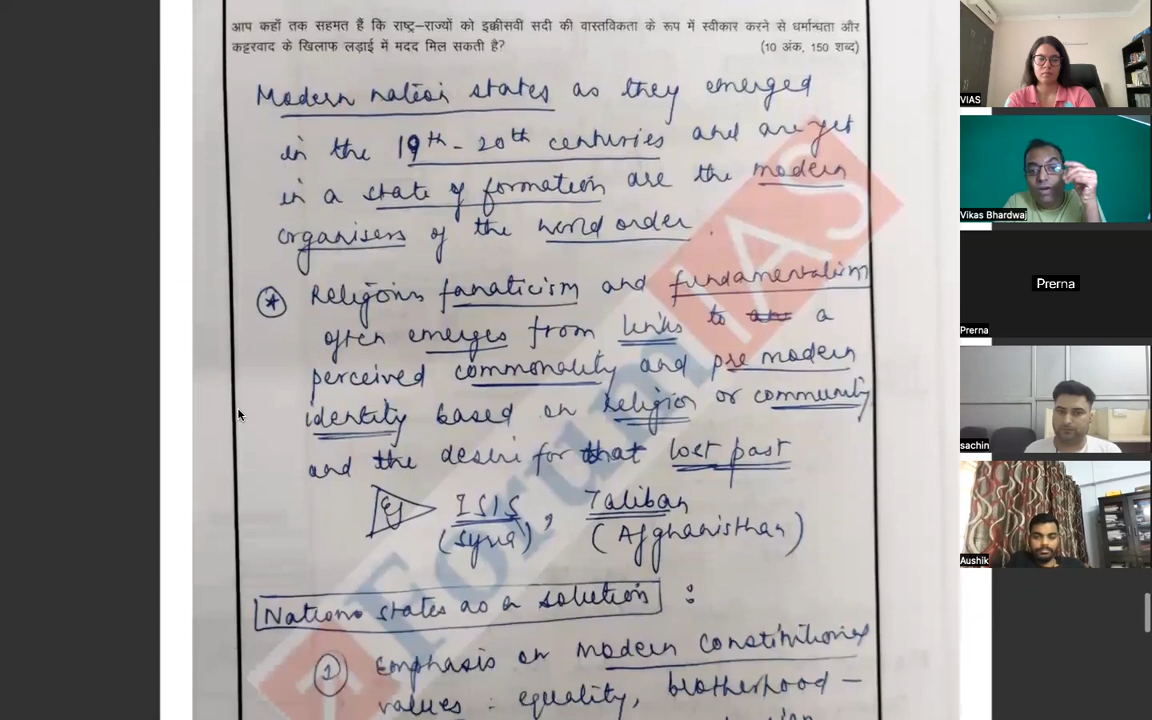 आप कहाँ तक सहमत हैं कि राष्ट्र-राज्यों को इक्कीसवी सदी की वास्तविकता के रूप में स्वीकार करने से धर्मान्धता और
कट्टरवाद के खिलाफ लड़ाई में मदद मिल सकती है?
(10 अंक, 150 शब्द)
Modern nation states as they emerged
in the 19th - 20th centuries and are yet
in a state of formation are the modern
organisers of the world order.
* Religious fanaticism and fundamentalism
often emerges from links to a
perceived commonality and pre modern
identity based on religion or community
and the desire for that lost past
Eg ISIS, Taliban
(Syria) (Afghanisthan)
Nation states as a solution :
1 Emphasis on modern constitutional
values : equality, brotherhood -
Forum IAS
VIAS
Vikas Bhardwaj
Prerna
Prerna
sachin
Aushik